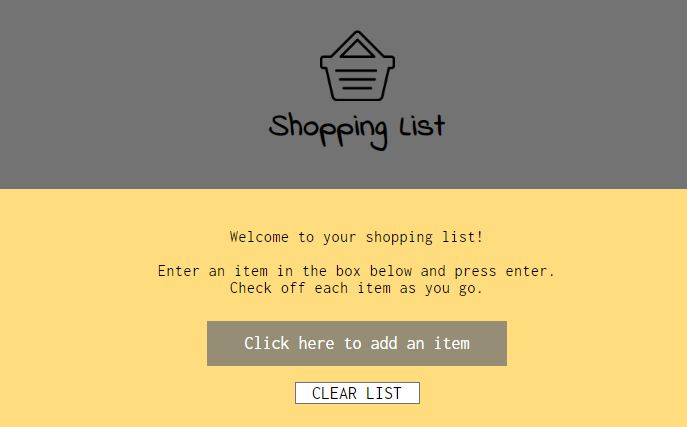 Shopping List
Welcome to your shopping list!
Enter an item in the box below and press enter.
Check off each item as you go.
Click here to add an item
CLEAR LIST